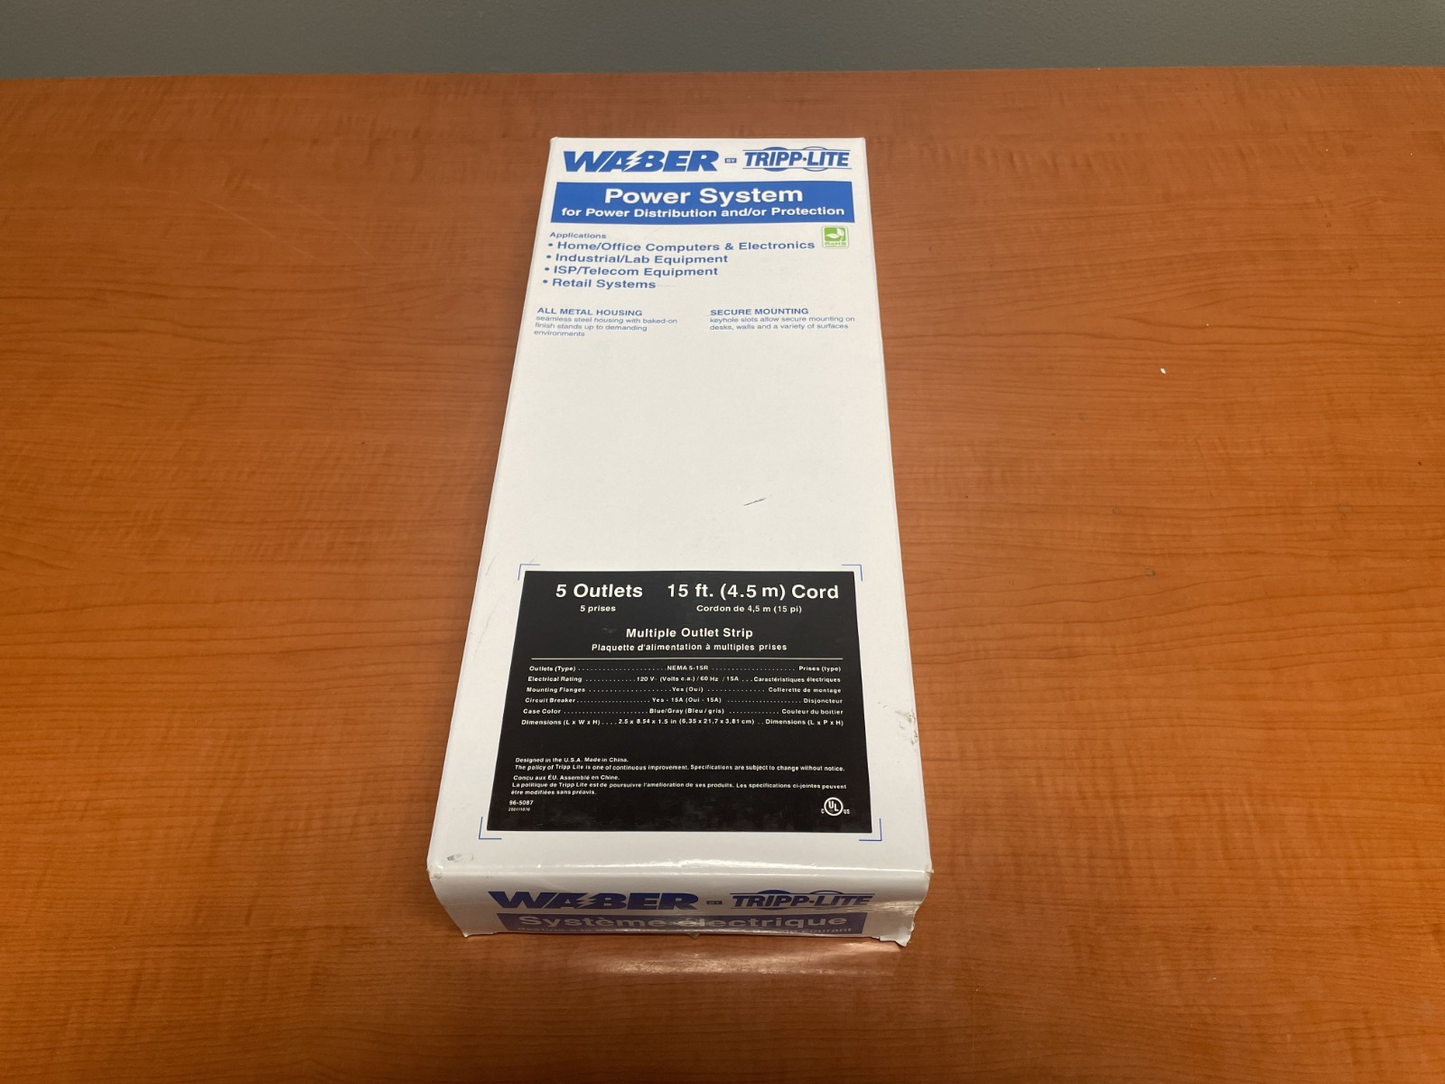 WABER BY TRIPP·LITE
Power System
for Power Distribution and/or Protection
Applications
• Home/Office Computers & Electronics
RoHS
• Industrial/Lab Equipment
• ISP/Telecom Equipment
• Retail Systems
ALL METAL HOUSING
seamless steel housing with baked-on
finish stands up to demanding
environments
SECURE MOUNTING
keyhole slots allow secure mounting on
desks, walls and a variety of surfaces
5 Outlets 15 ft. (4.5 m) Cord
5 prises Cordon de 4,5 m (15 pi)
Multiple Outlet Strip
Plaquette d'alimentation à multiples prises
Outlets (Type) . . . . . . . . . . . . . . . . . . . NEMA 5-15R . . . . . . . . . . . . . . . . . . Prises (type)
Electrical Rating . . . . . . . . . . . 120 V~ (Volts c.a.) / 60 Hz / 15A . . . Caractéristiques électriques
Mounting Flanges . . . . . . . . . . . . . . . . . . Yes (Oui) . . . . . . . . . . . . . Collerette de montage
Circuit Breaker . . . . . . . . . . . . . . . . Yes - 15A (Oui - 15A) . . . . . . . . . . . . . . . . . . . . . Disjoncteur
Case Color . . . . . . . . . . . . . . . . . . . Blue/Gray (Bleu / gris) . . . . . . . . . . . Couleur du boitier
Dimensions (L x W x H) . . . . 2.5 x 8.54 x 1.5 in (6,35 x 21,7 x 3,81 cm) . . Dimensions (L x P x H)
Designed in the U.S.A. Made in China.
The policy of Tripp Lite is one of continuous improvement. Specifications are subject to change without notice.
Concu aux ÉU. Assemblé en Chine.
La politique de Tripp Lite est de poursuivre l'amelioration de ses produits. Les spécifications ci-jointes peuvent
être modifiées sans préavis.
96-5087
C UL US
WABER BY TRIPP·LITE
Système électrique